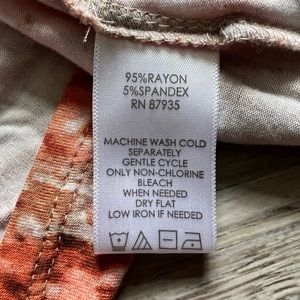 95%RAYON
5%SPANDEX
RN 87935
MACHINE WASH COLD
SEPARATELY
GENTLE CYCLE
ONLY NON-CHLORINE
BLEACH
WHEN NEEDED
DRY FLAT
LOW IRON IF NEEDED